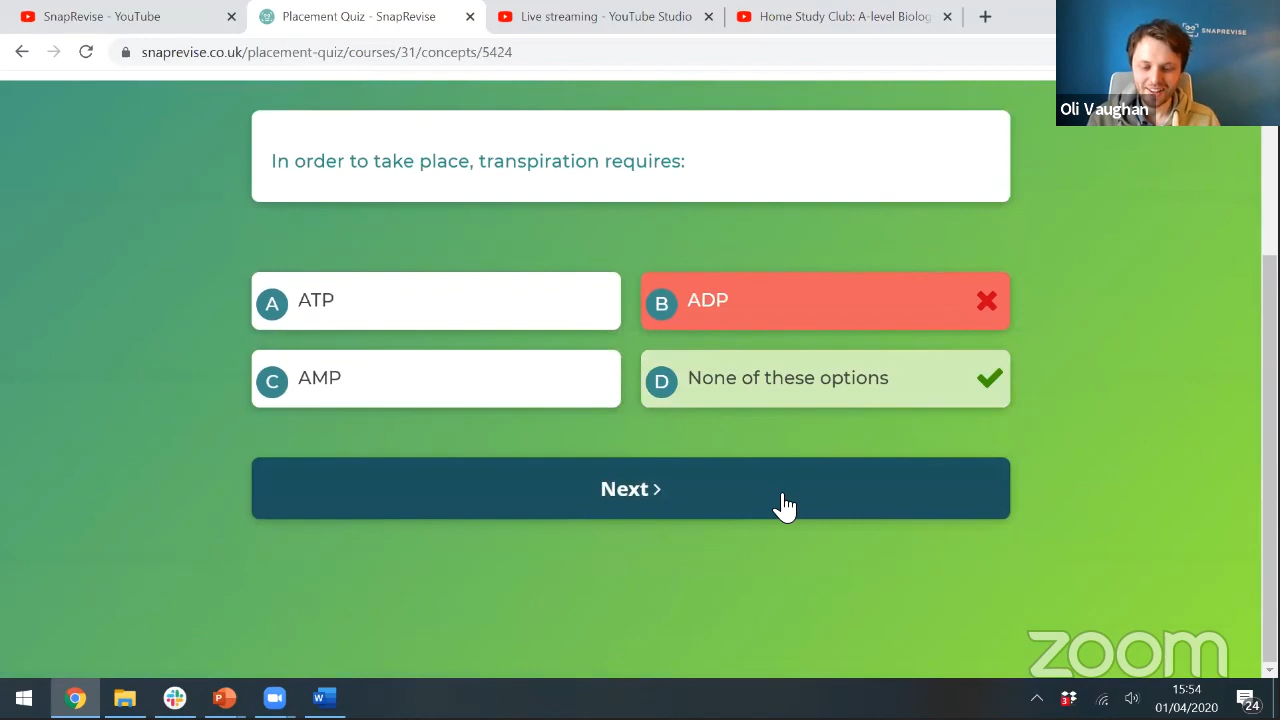 SnapRevise - YouTube
Placement Quiz - SnapRevise
Live streaming - YouTube Studio
Home Study Club: A-level Biolog
snaprevise.co.uk/placement-quiz/courses/31/concepts/5424
SNAPREVISE
Oli Vaughan
In order to take place, transpiration requires:
A ATP
B ADP
C AMP
D None of these options
Next >
zoom
15:54
01/04/2020
24
3